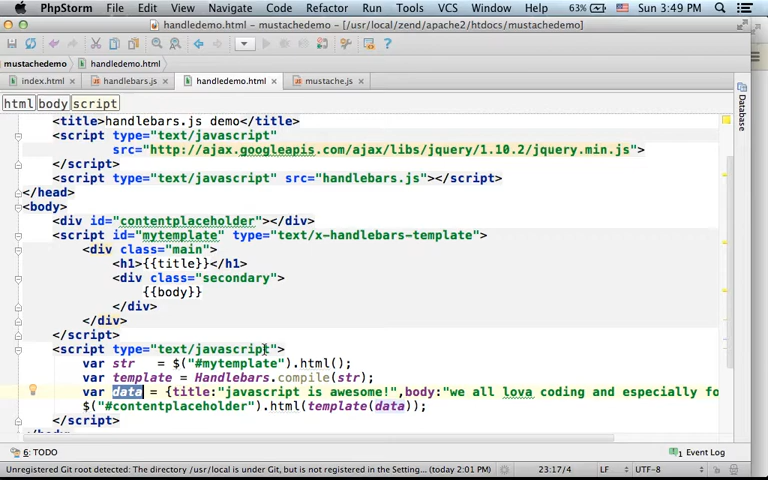 PhpStorm File Edit View Navigate Code Refactor Run Tools VCS Window Help 63% Sun 3:49 PM
handledemo.html - mustachedemo - [/usr/local/zend/apache2/htdocs/mustachedemo]
mustachedemo handledemo.html
index.html handlebars.js handledemo.html mustache.js
html body script
Database
<title>handlebars.js demo</title>
<script type="text/javascript"
src="http://ajax.googleapis.com/ajax/libs/jquery/1.10.2/jquery.min.js">
</script>
<script type="text/javascript" src="handlebars.js"></script>
</head>
<body>
<div id="contentplaceholder"></div>
<script id="mytemplate" type="text/x-handlebars-template">
<div class="main">
<h1>{{title}}</h1>
<div class="secondary">
{{body}}
</div>
</div>
</script>
<script type="text/javascript">
var str = $("#mytemplate").html();
var template = Handlebars.compile(str);
var data = {title:"javascript is awesome!",body:"we all lova coding and especially fo
$("#contentplaceholder").html(template(data));
</script>
6: TODO 1 Event Log
Unregistered Git root detected: The directory /usr/local is under Git, but is not registered in the Setting... (today 2:01 PM) 23:17/4 LF UTF-8